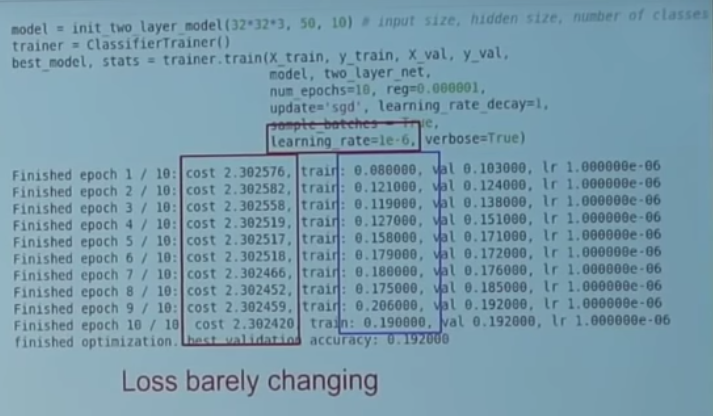 model = init_two_layer_model(32*32*3, 50, 10) # input size, hidden size, number of classes
trainer = ClassifierTrainer()
best_model, stats = trainer.train(X_train, y_train, X_val, y_val,
model, two_layer_net,
num_epochs=10, reg=0.000001,
update='sgd', learning_rate_decay=1,
sample_batches = True,
learning_rate=1e-6, verbose=True)
Finished epoch 1 / 10: cost 2.302576, train: 0.080000, val 0.103000, lr 1.000000e-06
Finished epoch 2 / 10: cost 2.302582, train: 0.121000, val 0.124000, lr 1.000000e-06
Finished epoch 3 / 10: cost 2.302558, train: 0.119000, val 0.138000, lr 1.000000e-06
Finished epoch 4 / 10: cost 2.302519, train: 0.127000, val 0.151000, lr 1.000000e-06
Finished epoch 5 / 10: cost 2.302517, train: 0.158000, val 0.171000, lr 1.000000e-06
Finished epoch 6 / 10: cost 2.302518, train: 0.179000, val 0.172000, lr 1.000000e-06
Finished epoch 7 / 10: cost 2.302466, train: 0.180000, val 0.176000, lr 1.000000e-06
Finished epoch 8 / 10: cost 2.302452, train: 0.175000, val 0.185000, lr 1.000000e-06
Finished epoch 9 / 10: cost 2.302459, train: 0.206000, val 0.192000, lr 1.000000e-06
Finished epoch 10 / 10 cost 2.302420, train: 0.190000, val 0.192000, lr 1.000000e-06
finished optimization. best validation accuracy: 0.192000
Loss barely changing